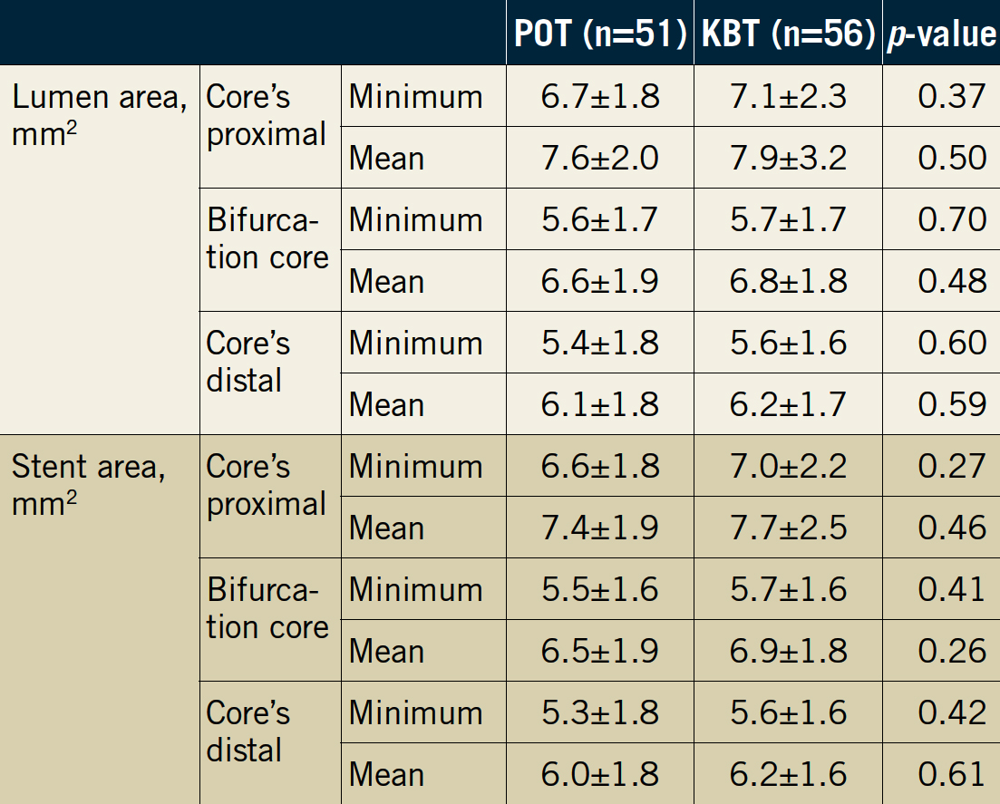 POT (n=51) KBT (n=56) p-value
Lumen area, Core's Minimum 6.7±1.8 7.1±2.3 0.37
mm² proximal
Mean 7.6±2.0 7.9±3.2 0.50
Bifurca- Minimum 5.6±1.7 5.7±1.7 0.70
tion core
Mean 6.6±1.9 6.8±1.8 0.48
Core's Minimum 5.4±1.8 5.6±1.6 0.60
distal
Mean 6.1±1.8 6.2±1.7 0.59
Stent area, Core's Minimum 6.6±1.8 7.0±2.2 0.27
mm² proximal
Mean 7.4±1.9 7.7±2.5 0.46
Bifurca- Minimum 5.5±1.6 5.7±1.6 0.41
tion core
Mean 6.5±1.9 6.9±1.8 0.26
Core's Minimum 5.3±1.8 5.6±1.6 0.42
distal
Mean 6.0±1.8 6.2±1.6 0.61